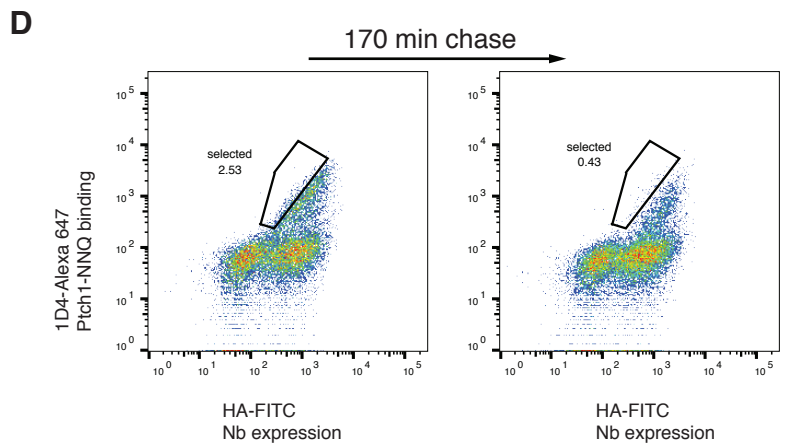 D
170 min chase
1D4-Alexa 647
Ptch1-NNQ binding
10^5
10^4
10^3
10^2
10^1
10^0
selected
2.53
10^0 10^1 10^2 10^3 10^4 10^5
HA-FITC
Nb expression
10^5
10^4
10^3
10^2
10^1
10^0
selected
0.43
10^0 10^1 10^2 10^3 10^4 10^5
HA-FITC
Nb expression